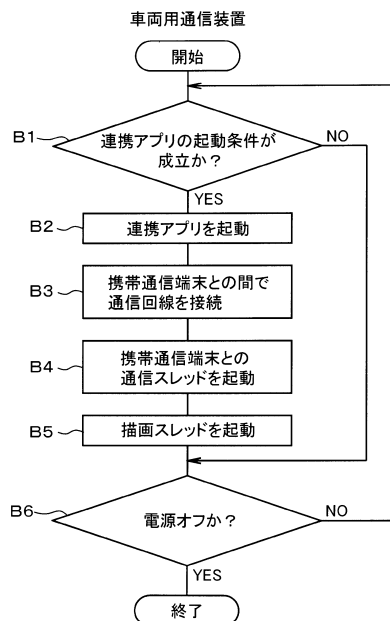 車両用通信装置
開始
B1
連携アプリの起動条件が
成立か?
NO
YES
B2
連携アプリを起動
B3
携帯通信端末との間で
通信回線を接続
B4
携帯通信端末との
通信スレッドを起動
B5
描画スレッドを起動
B6
電源オフか?
NO
YES
終了